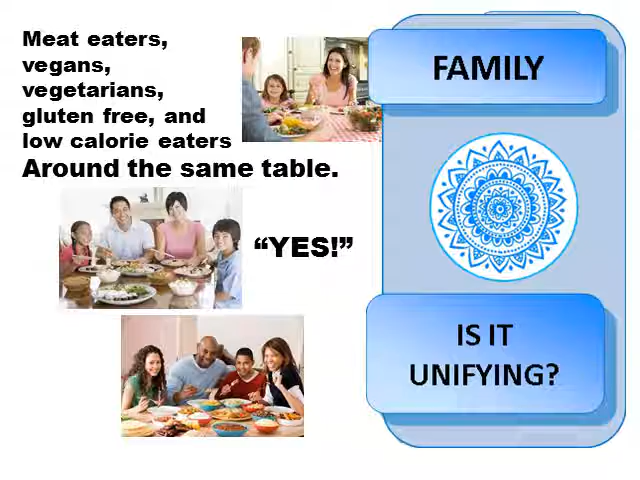 Meat eaters,
vegans,
vegetarians,
gluten free, and
low calorie eaters
Around the same table.
“YES!”
FAMILY
IS IT
UNIFYING?